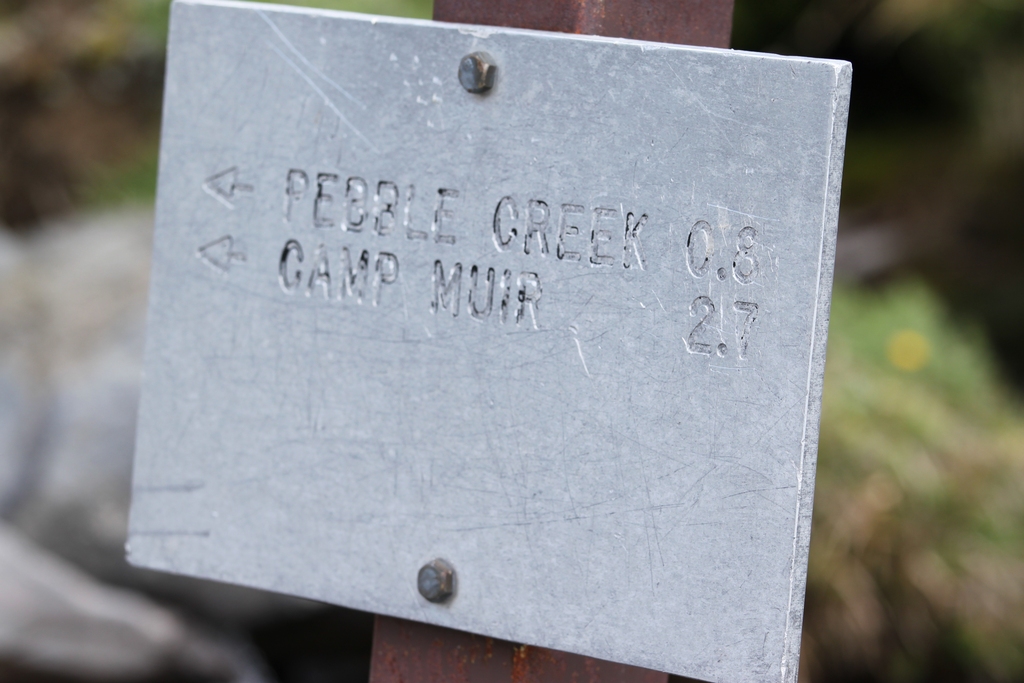 ← PEBBLE CREEK 0.8
← CAMP MUIR 2.7